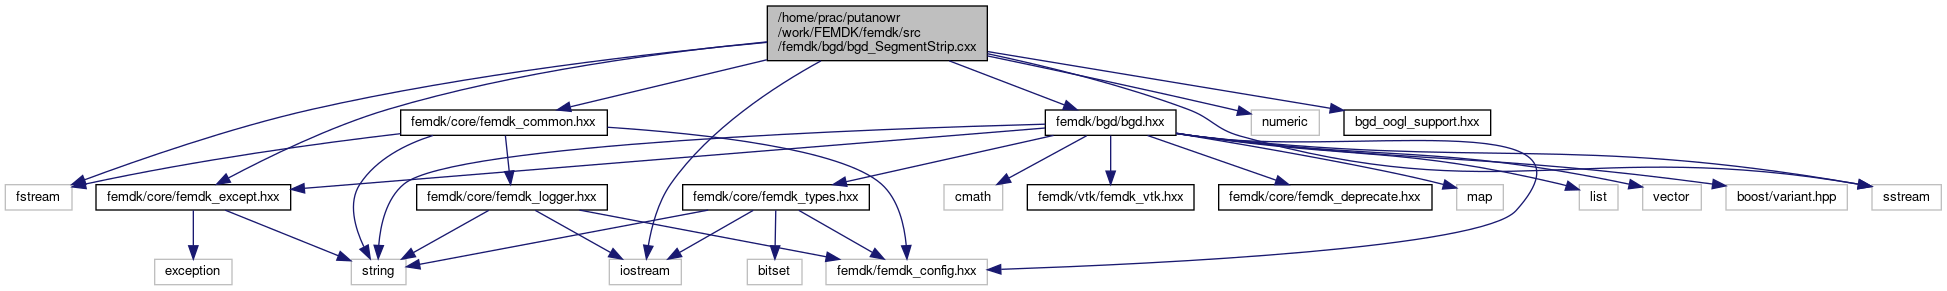 /home/prac/putanowr
/work/FEMDK/femdk/src
/femdk/bgd/bgd_SegmentStrip.cxx
femdk/core/femdk_common.hxx
femdk/bgd/bgd.hxx
numeric
bgd_oogl_support.hxx
fstream
femdk/core/femdk_except.hxx
femdk/core/femdk_logger.hxx
femdk/core/femdk_types.hxx
cmath
femdk/vtk/femdk_vtk.hxx
femdk/core/femdk_deprecate.hxx
map
list
vector
boost/variant.hpp
sstream
exception
string
iostream
bitset
femdk/femdk_config.hxx